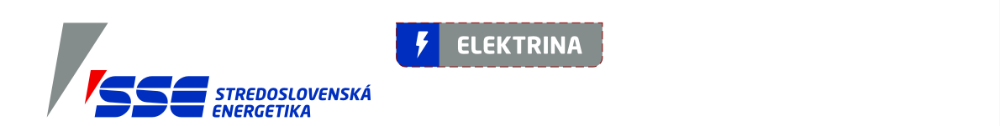 SSE STREDOSLOVENSKÁ
ENERGETIKA
ELEKTRINA